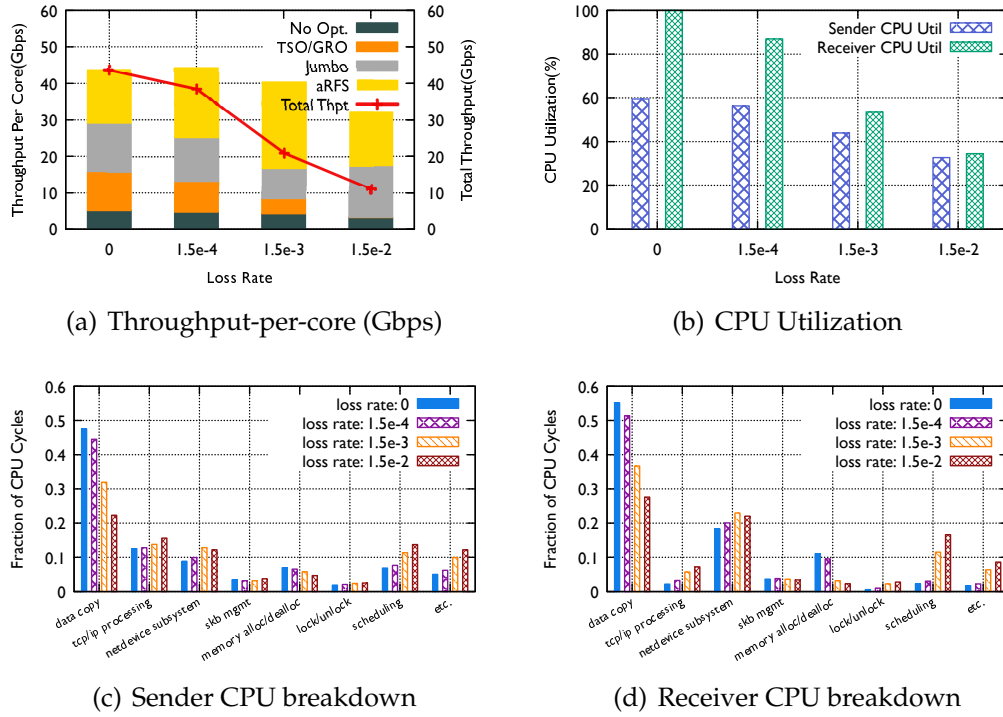 No Opt.
TSO/GRO
Jumbo
aRFS
Total Thpt
Throughput Per Core(Gbps)
0
10
20
30
40
50
60
0
10
20
30
40
50
60
Total Throughput(Gbps)
0
1.5e-4
1.5e-3
1.5e-2
Loss Rate
(a) Throughput-per-core (Gbps)
Sender CPU Util
Receiver CPU Util
CPU Utilization(%)
0
20
40
60
80
100
0
1.5e-4
1.5e-3
1.5e-2
Loss Rate
(b) CPU Utilization
loss rate: 0
loss rate: 1.5e-4
loss rate: 1.5e-3
loss rate: 1.5e-2
Fraction of CPU Cycles
0
0.1
0.2
0.3
0.4
0.5
0.6
data copy
tcp/ip processing
netdevice subsystem
skb mgmt
memory alloc/dealloc
lock/unlock
scheduling
etc.
(c) Sender CPU breakdown
loss rate: 0
loss rate: 1.5e-4
loss rate: 1.5e-3
loss rate: 1.5e-2
Fraction of CPU Cycles
0
0.1
0.2
0.3
0.4
0.5
0.6
data copy
tcp/ip processing
netdevice subsystem
skb mgmt
memory alloc/dealloc
lock/unlock
scheduling
etc.
(d) Receiver CPU breakdown